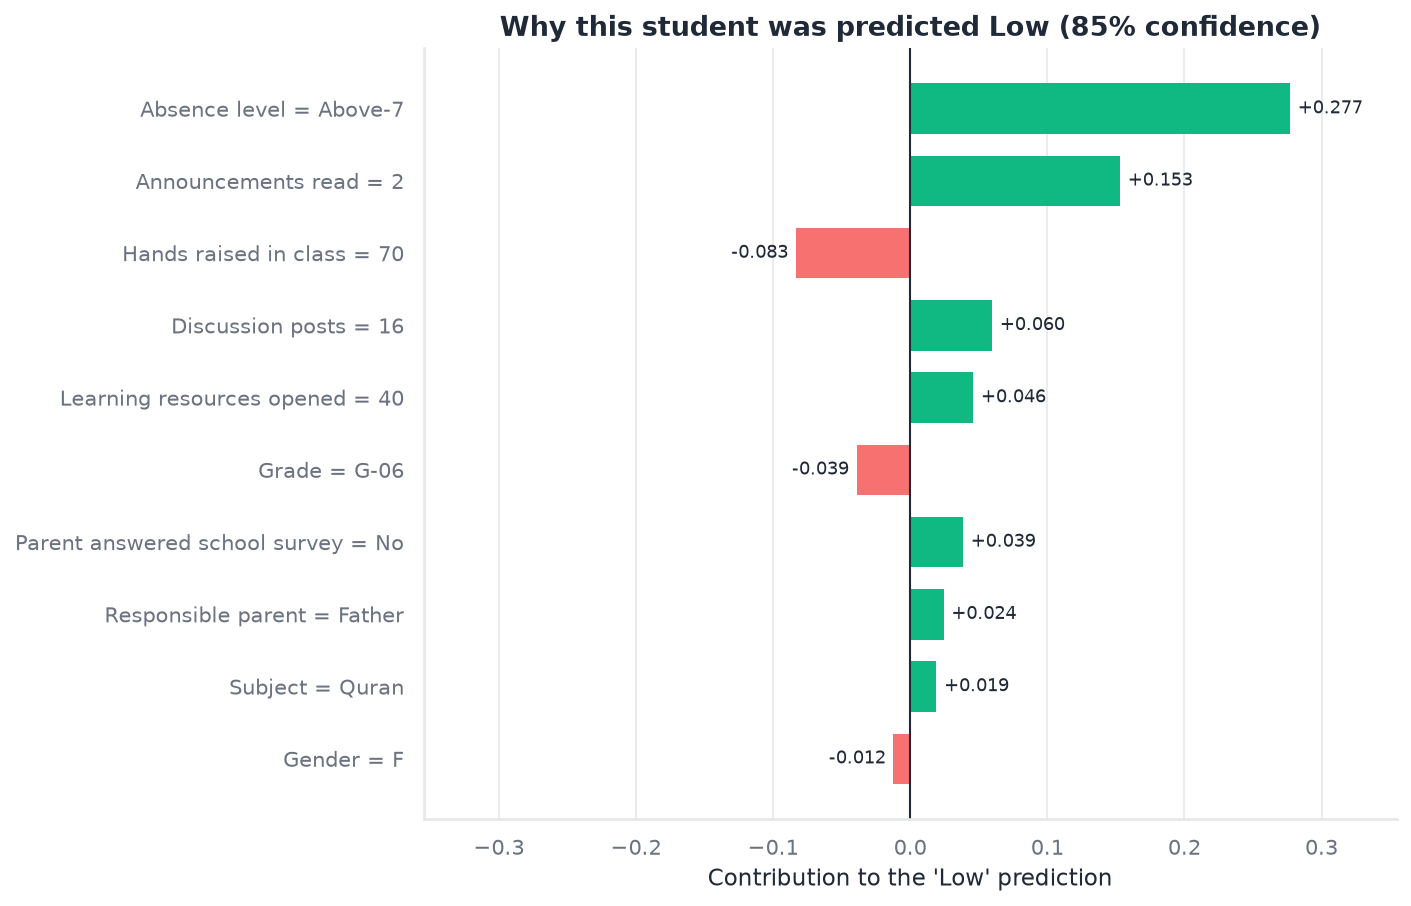 Why this student was predicted Low (85% confidence)
Absence level = Above-7
+0.277
Announcements read = 2
+0.153
Hands raised in class = 70
-0.083
Discussion posts = 16
+0.060
Learning resources opened = 40
+0.046
Grade = G-06
-0.039
Parent answered school survey = No
+0.039
Responsible parent = Father
+0.024
Subject = Quran
+0.019
Gender = F
-0.012
−0.3 −0.2 −0.1 0.0 0.1 0.2 0.3
Contribution to the 'Low' prediction